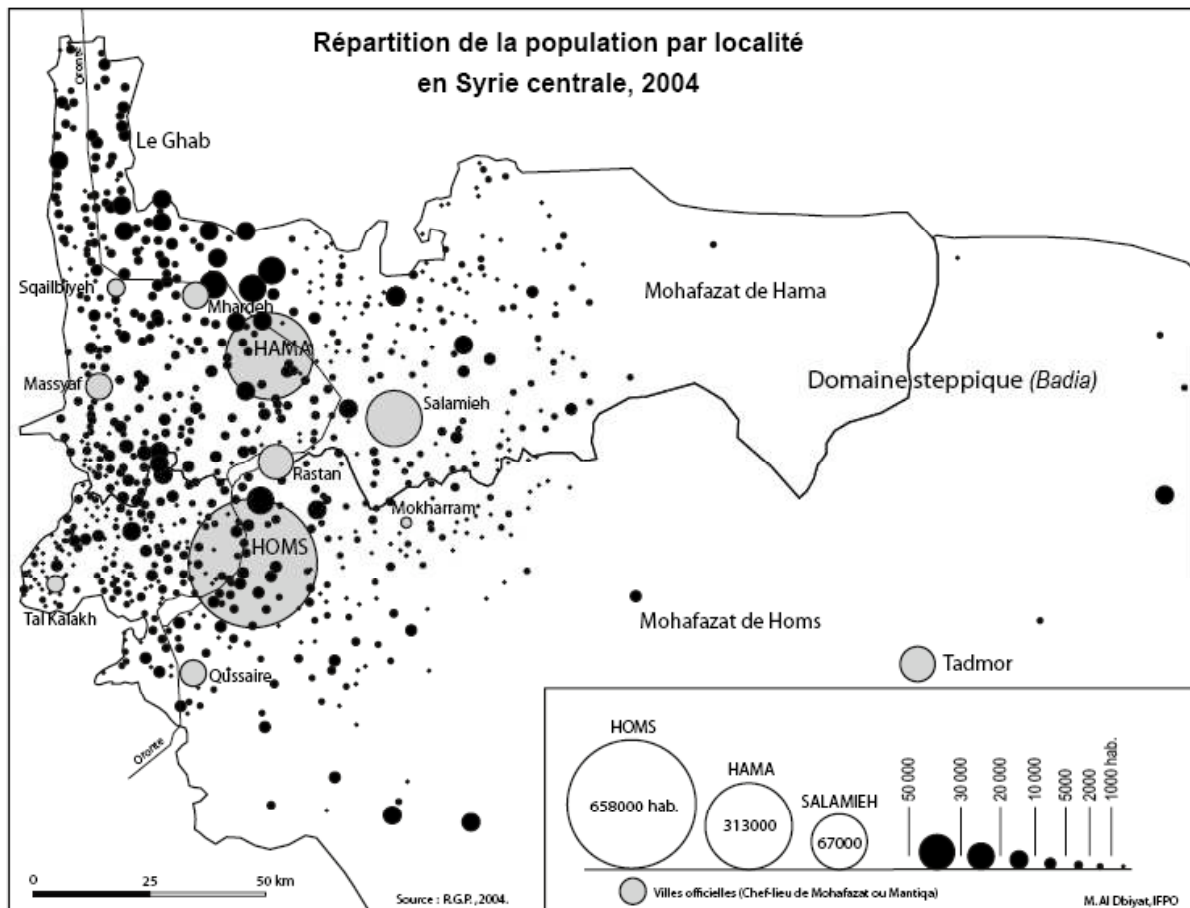 Répartition de la population par localité
en Syrie centrale, 2004
Oronte
Le Ghab
Sqailbiyeh
Mhardeh
Mohafazat de Hama
HAMA
Domaine steppique (Badia)
Massyaf
Salamieh
Rastan
Mokharram
HOMS
Tal Kalakh
Mohafazat de Homs
Tadmor
Qussaire
Oronte
HOMS
658000 hab.
HAMA
313000
SALAMIEH
67000
50 000
30 000
20 000
10 000
5000
2000
1000 hab.
0 25 50 km
Source : R.G.P., 2004.
Villes officielles (Chef-lieu de Mohafazat ou Mantiqa)
M. Al Dbiyat, IFPO